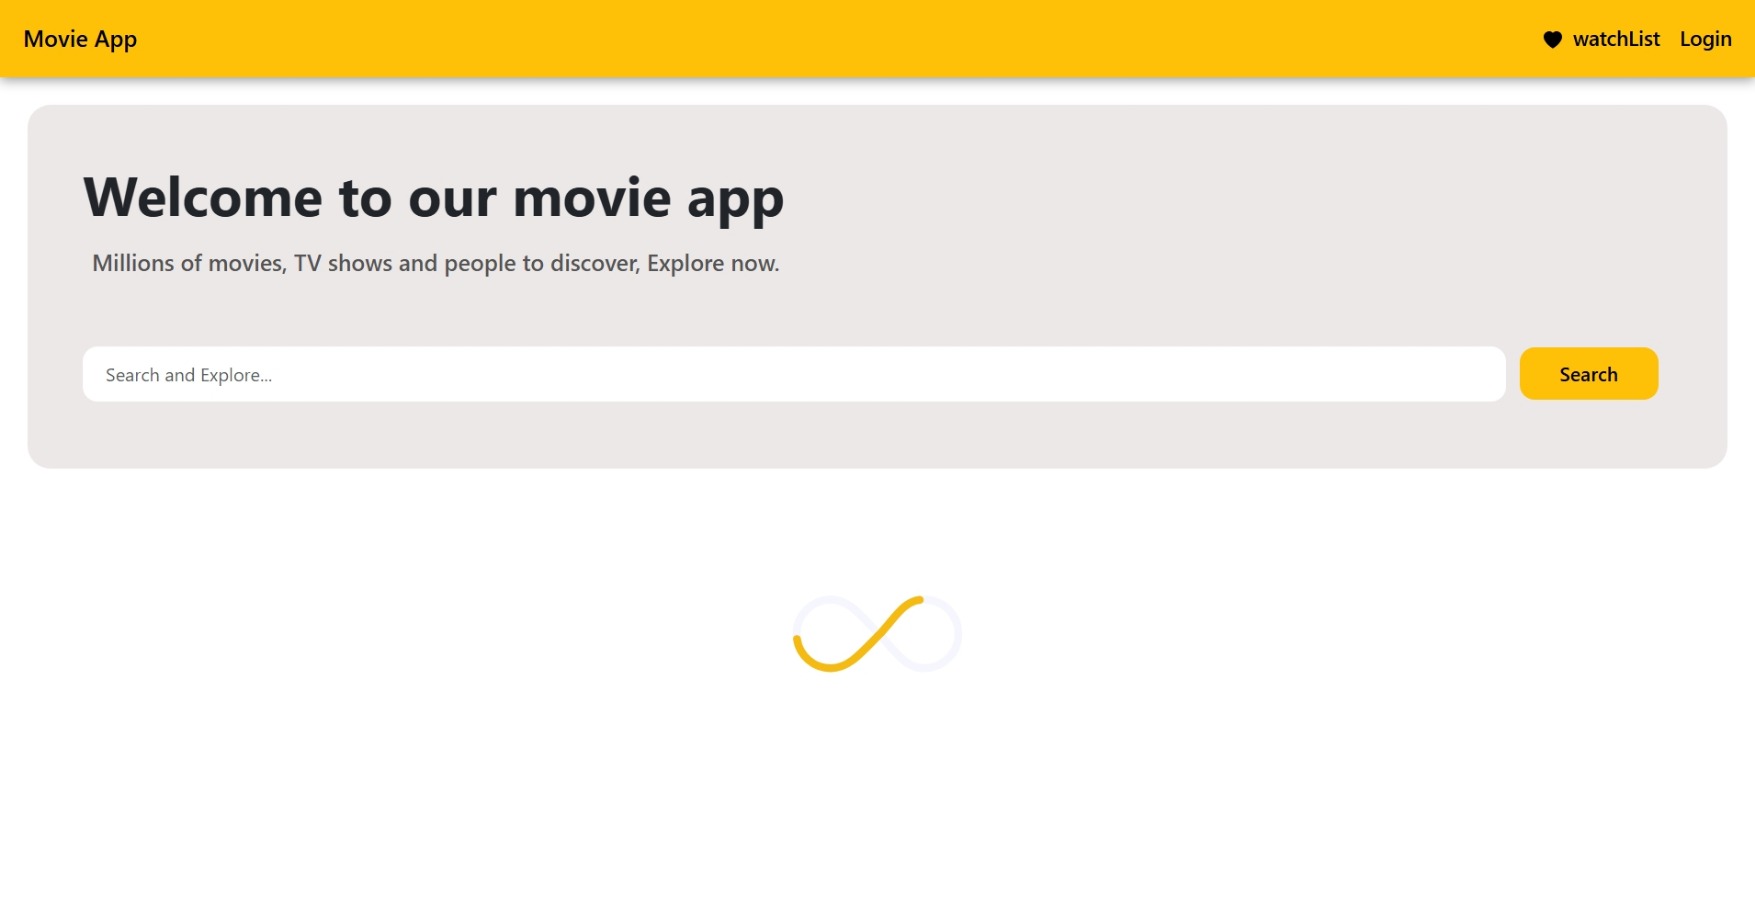 Movie App
watchList
Login
Welcome to our movie app
Millions of movies, TV shows and people to discover, Explore now.
Search and Explore...
Search